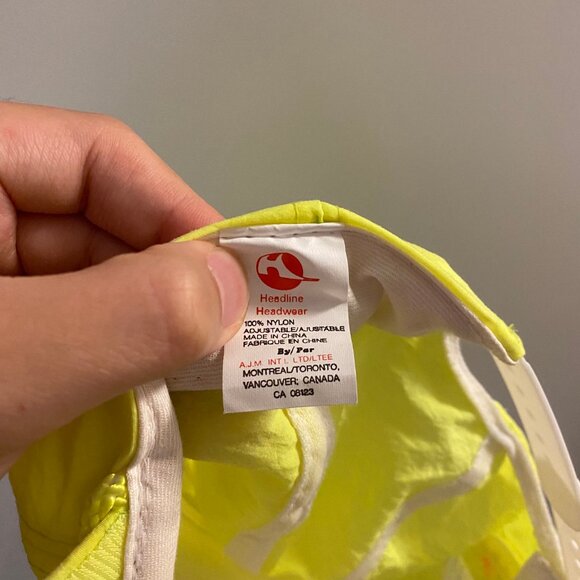 Headline
Headwear
100% NYLON
ADJUSTABLE/AJUSTABLE
MADE IN CHINA
FABRIQUE EN CHINE
By/Par
A.J.M INT'L LTD/LTEE
MONTREAL/TORONTO,
VANCOUVER, CANADA
CA 08123